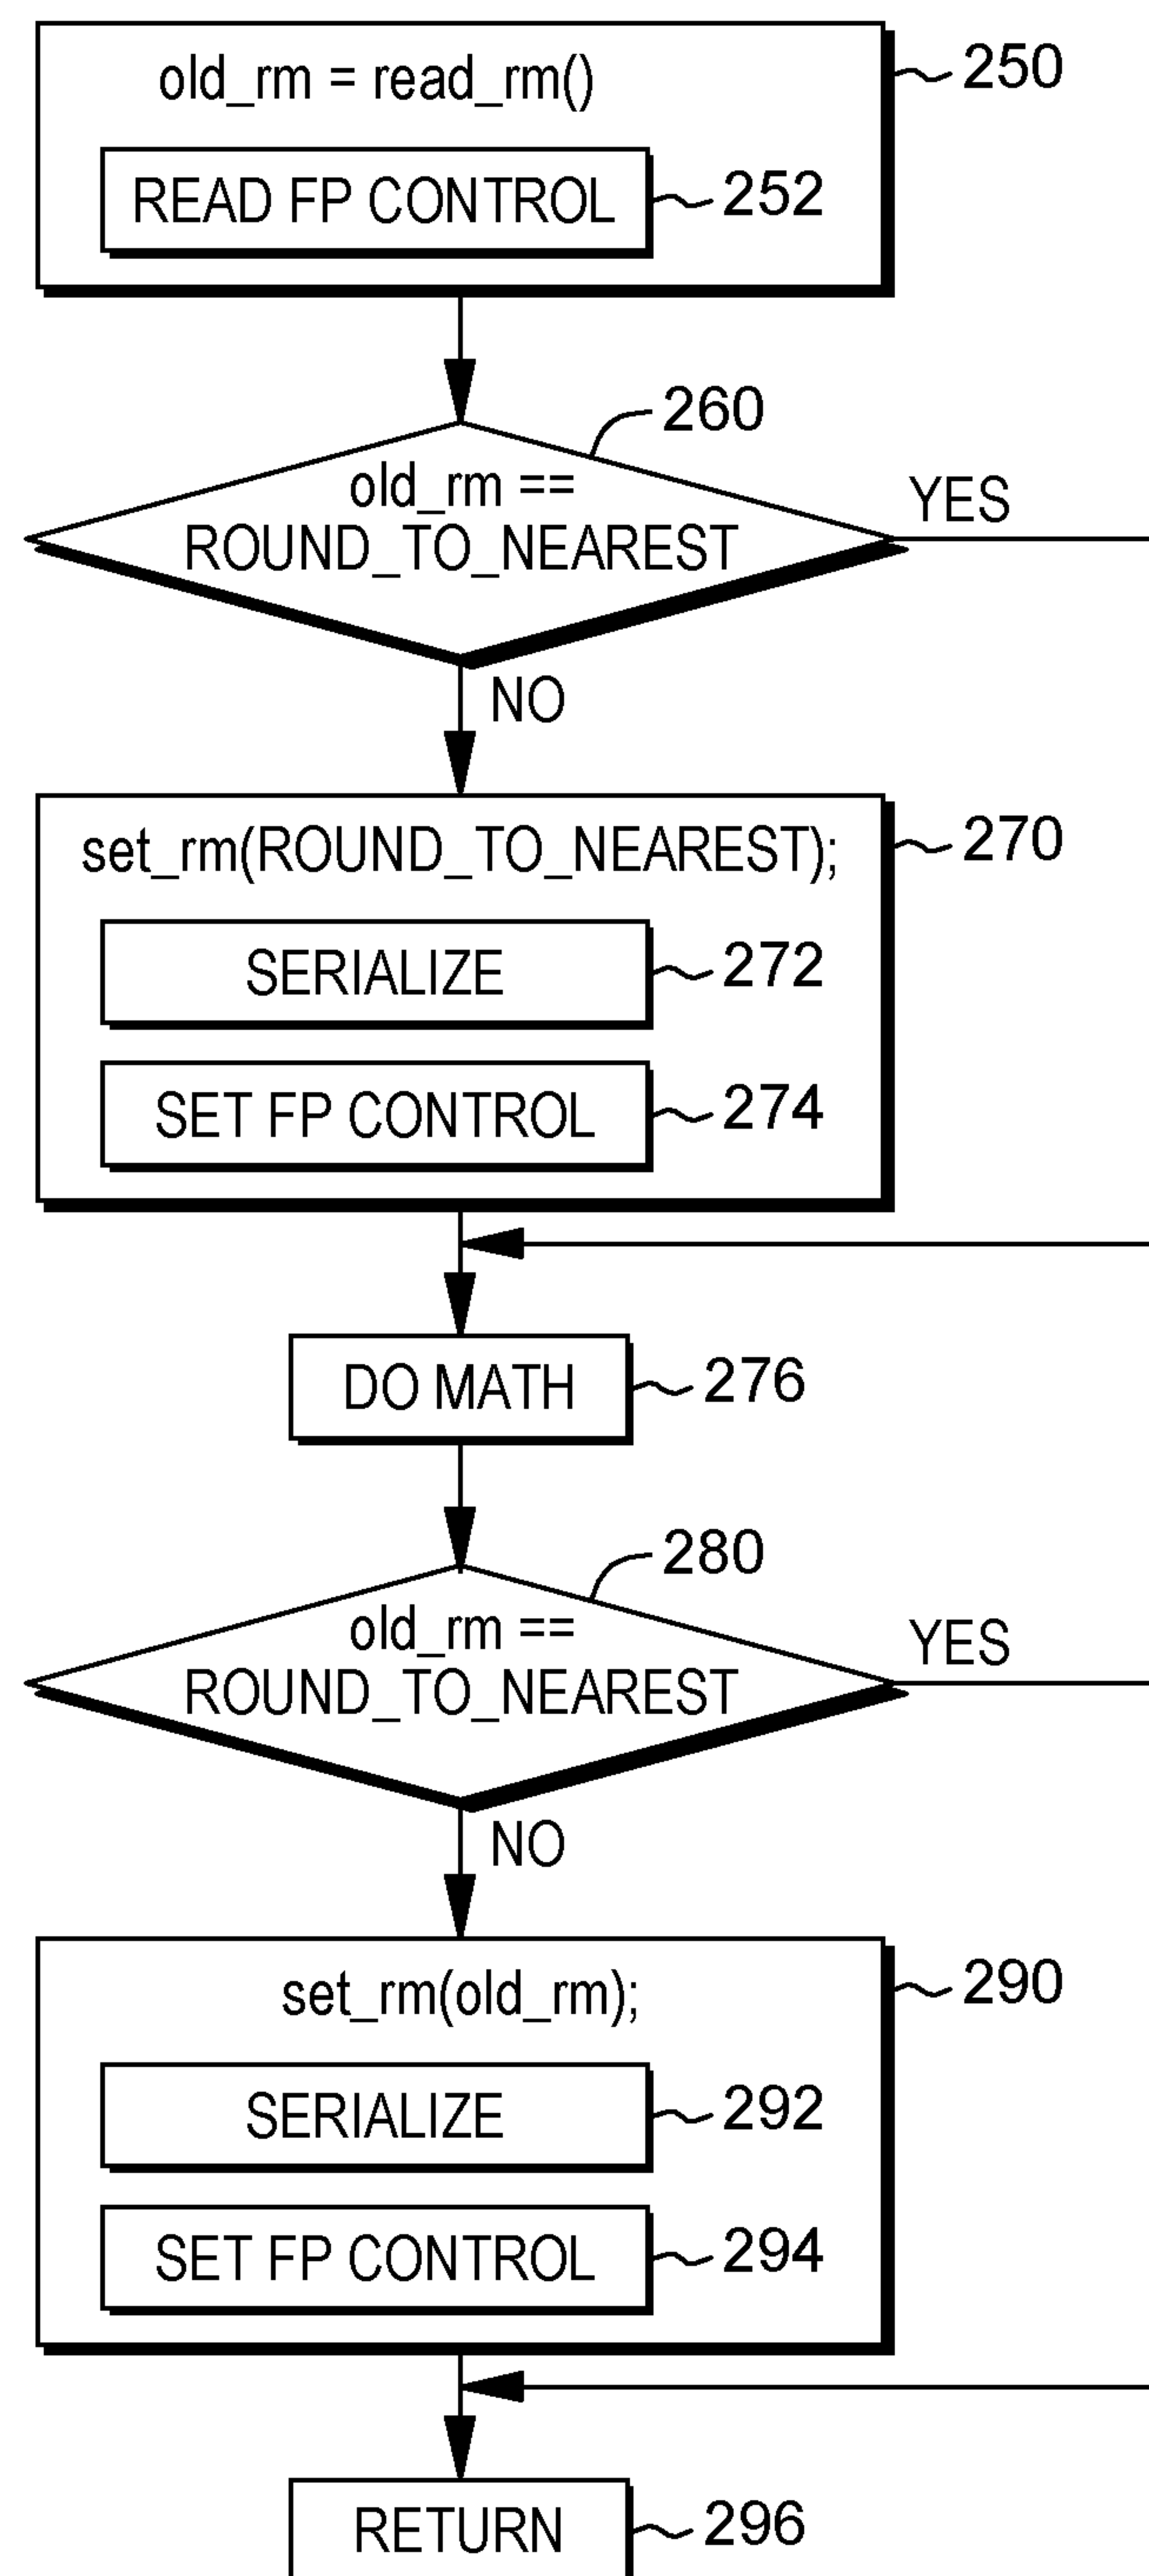 old_rm = read_rm()
250
READ FP CONTROL
252
260
old_rm ==
ROUND_TO_NEAREST
YES
NO
set_rm(ROUND_TO_NEAREST);
270
SERIALIZE
272
SET FP CONTROL
274
DO MATH
276
280
old_rm ==
ROUND_TO_NEAREST
YES
NO
set_rm(old_rm);
290
SERIALIZE
292
SET FP CONTROL
294
RETURN
296